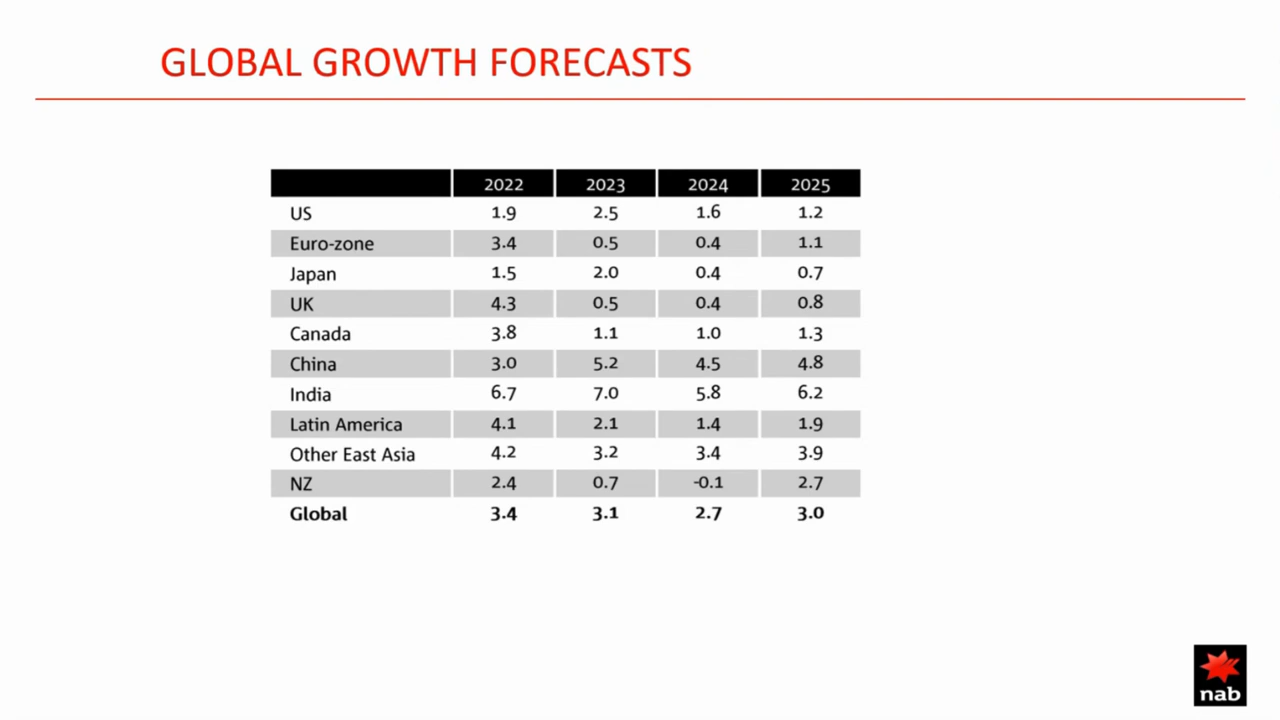 GLOBAL GROWTH FORECASTS
2022 2023 2024 2025
US 1.9 2.5 1.6 1.2
Euro-zone 3.4 0.5 0.4 1.1
Japan 1.5 2.0 0.4 0.7
UK 4.3 0.5 0.4 0.8
Canada 3.8 1.1 1.0 1.3
China 3.0 5.2 4.5 4.8
India 6.7 7.0 5.8 6.2
Latin America 4.1 2.1 1.4 1.9
Other East Asia 4.2 3.2 3.4 3.9
NZ 2.4 0.7 -0.1 2.7
Global 3.4 3.1 2.7 3.0
nab